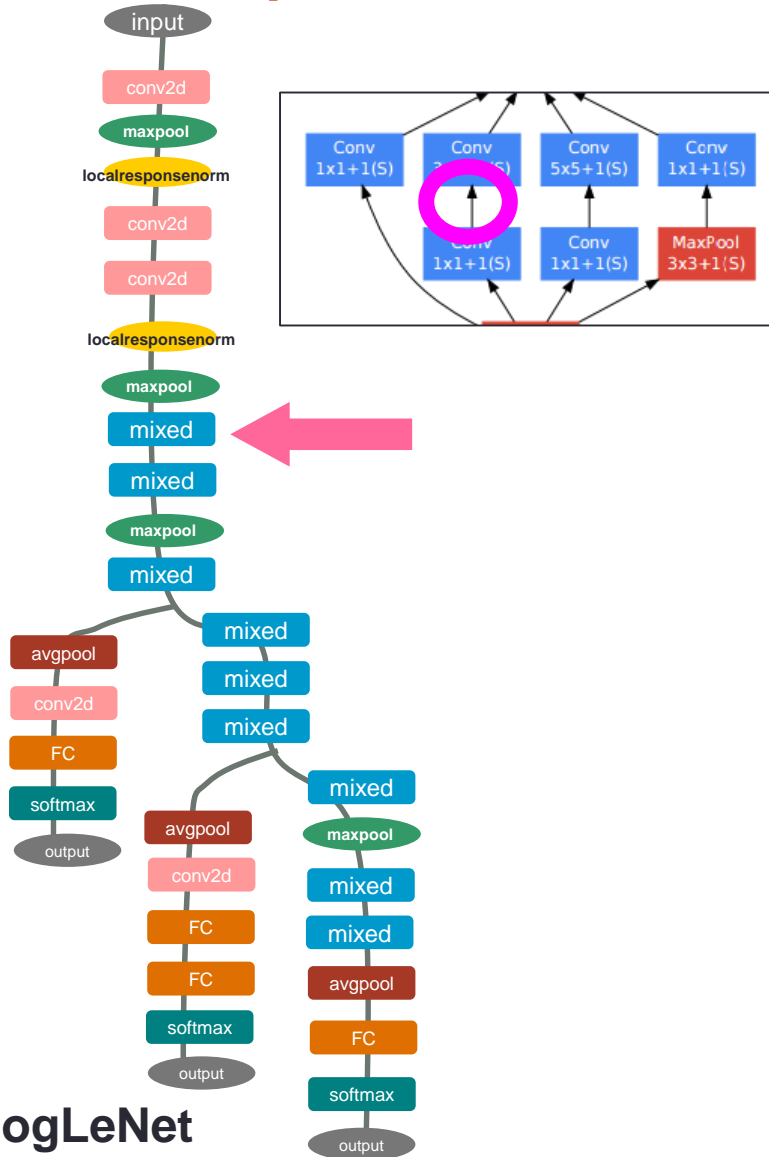 input
conv2d
maxpool
localresponsenorm
conv2d
conv2d
localresponsenorm
maxpool
mixed
mixed
maxpool
mixed
Conv
1x1+1(S)
Conv
(S)
Conv
5x5+1(S)
Conv
1x1+1(S)
Conv
1x1+1(S)
Conv
1x1+1(S)
MaxPool
3x3+1(S)
avgpool
conv2d
FC
softmax
output
mixed
mixed
mixed
avgpool
conv2d
FC
FC
softmax
output
mixed
maxpool
mixed
mixed
avgpool
FC
softmax
output
ogLeNet